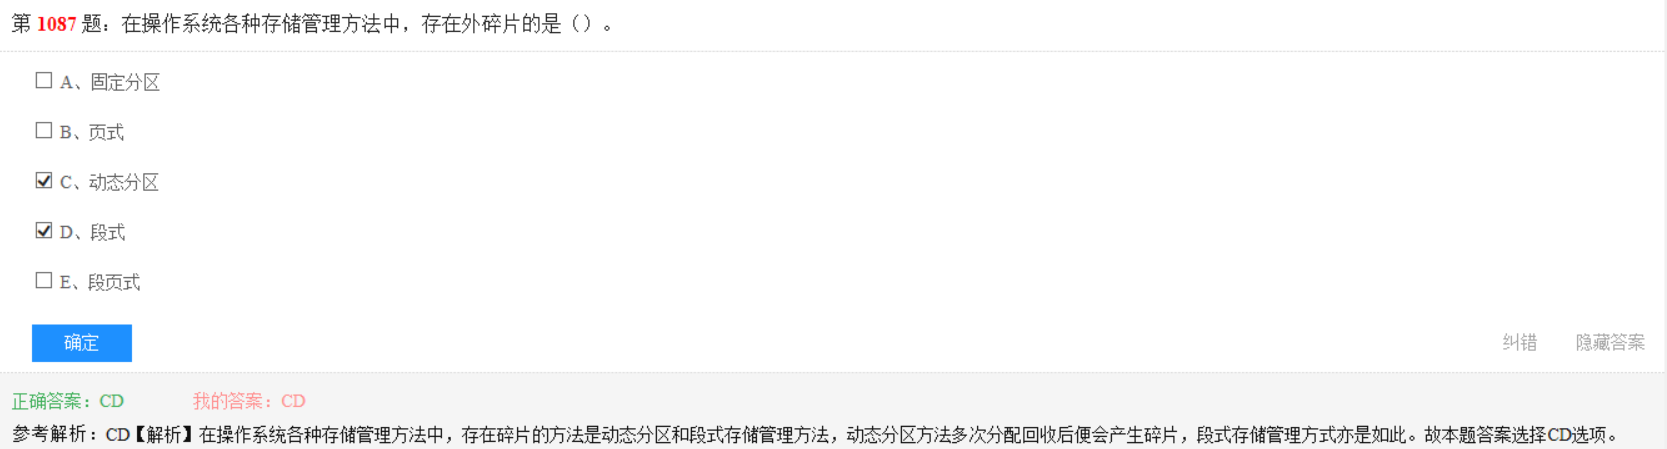 第 1087 题：在操作系统各种存储管理方法中，存在外碎片的是（）。
A、固定分区
B、页式
C、动态分区
D、段式
E、段页式
确定
纠错 隐藏答案
正确答案：CD 我的答案：CD
参考解析：CD【解析】在操作系统各种存储管理方法中，存在碎片的方法是动态分区和段式存储管理方法，动态分区方法多次分配回收后便会产生碎片，段式存储管理方式亦是如此。故本题答案选择CD选项。